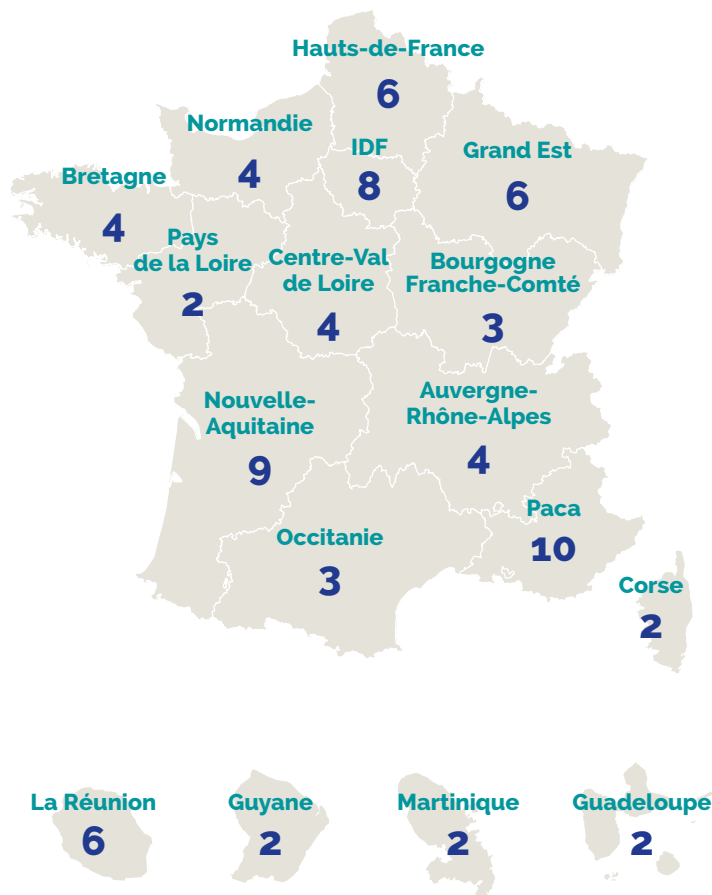 Hauts-de-France
6
Normandie
4
IDF
8
Grand Est
6
Bretagne
4
Pays
de la Loire
2
Centre-Val
de Loire
4
Bourgogne
Franche-Comté
3
Nouvelle-
Aquitaine
9
Auvergne-
Rhône-Alpes
4
Occitanie
3
Paca
10
Corse
2
La Réunion
6
Guyane
2
Martinique
2
Guadeloupe
2